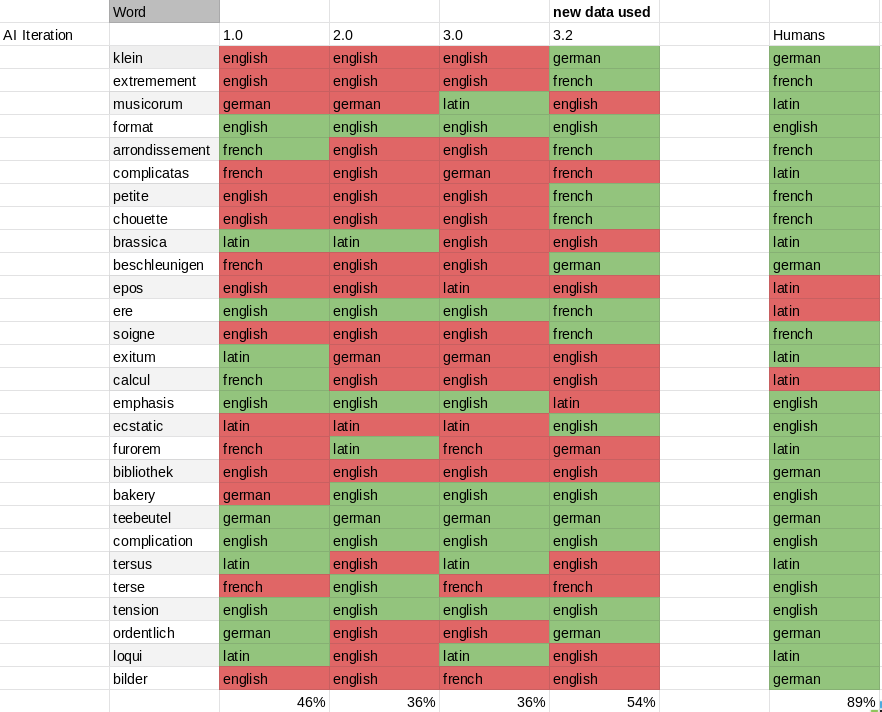 Word new data used
AI Iteration 1.0 2.0 3.0 3.2 Humans
klein english english english german german
extremement english english english french french
musicorum german german latin english latin
format english english english english english
arrondissement french english english french french
complicatas french english german french latin
petite english english english french french
chouette english english english french french
brassica latin latin english english latin
beschleunigen french english english german german
epos english english latin english latin
ere english english english french latin
soigne english english english french french
exitum latin german german english latin
calcul french english english english latin
emphasis english english english latin english
ecstatic latin latin latin english english
furorem french latin french german latin
bibliothek english english english english german
bakery german english english english english
teebeutel german german german german german
complication english english english english english
tersus latin english latin english latin
terse french english french french english
tension english english english english english
ordentlich german english english german german
loqui latin english latin english latin
bilder english english french english german
46% 36% 36% 54% 89%